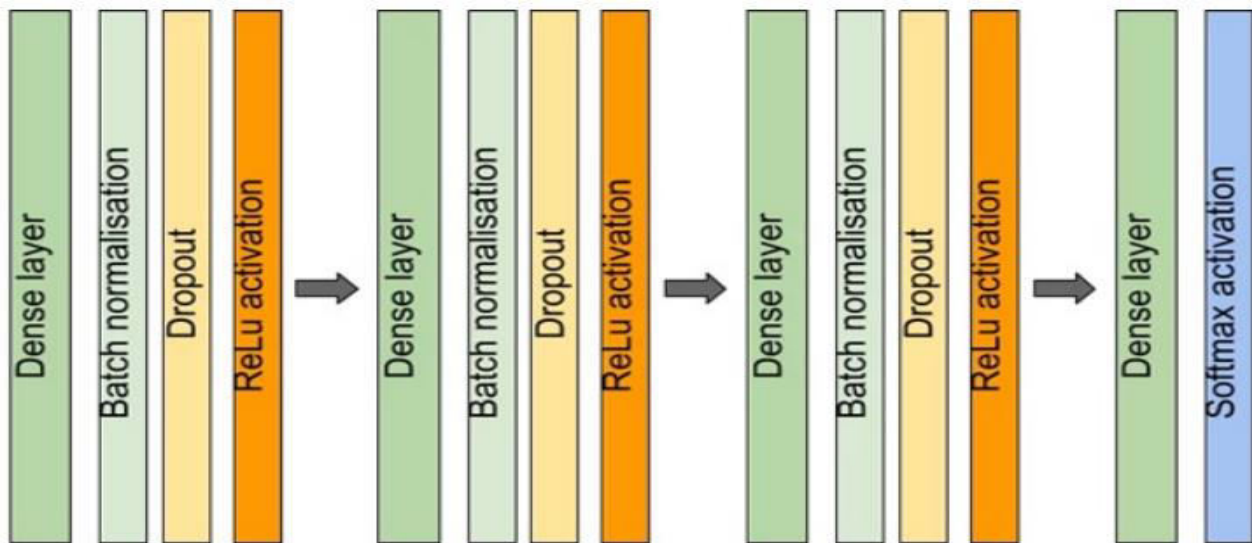 Dense layer
Batch normalisation
Dropout
ReLu activation
Dense layer
Batch normalisation
Dropout
ReLu activation
Dense layer
Batch normalisation
Dropout
ReLu activation
Dense layer
Softmax activation